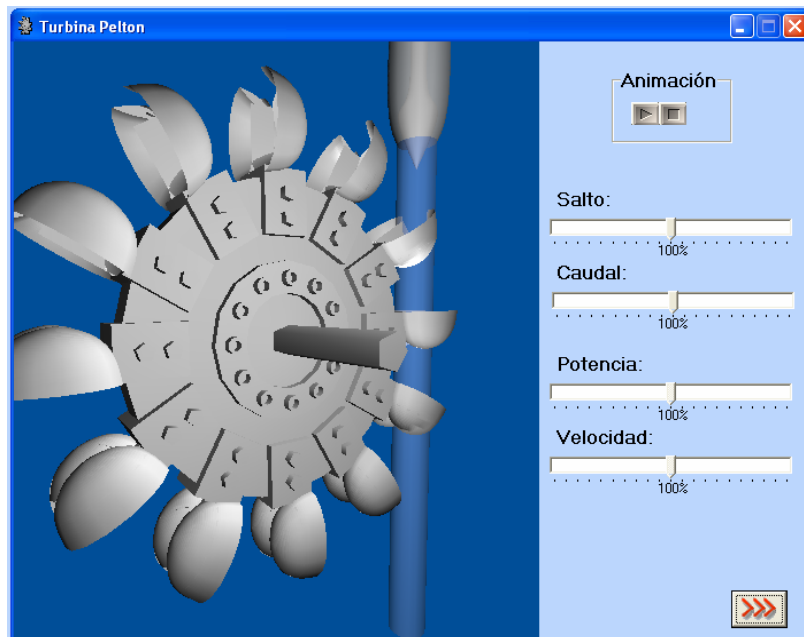 Turbina Pelton
Animación
Salto:
100%
Caudal:
100%
Potencia:
100%
Velocidad:
100%